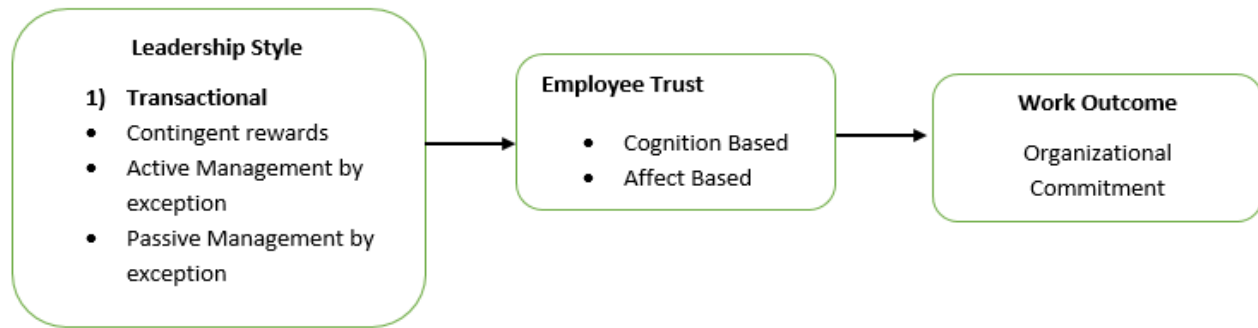 Leadership Style
1) Transactional
• Contingent rewards
• Active Management by
exception
• Passive Management by
exception
Employee Trust
• Cognition Based
• Affect Based
Work Outcome
Organizational
Commitment